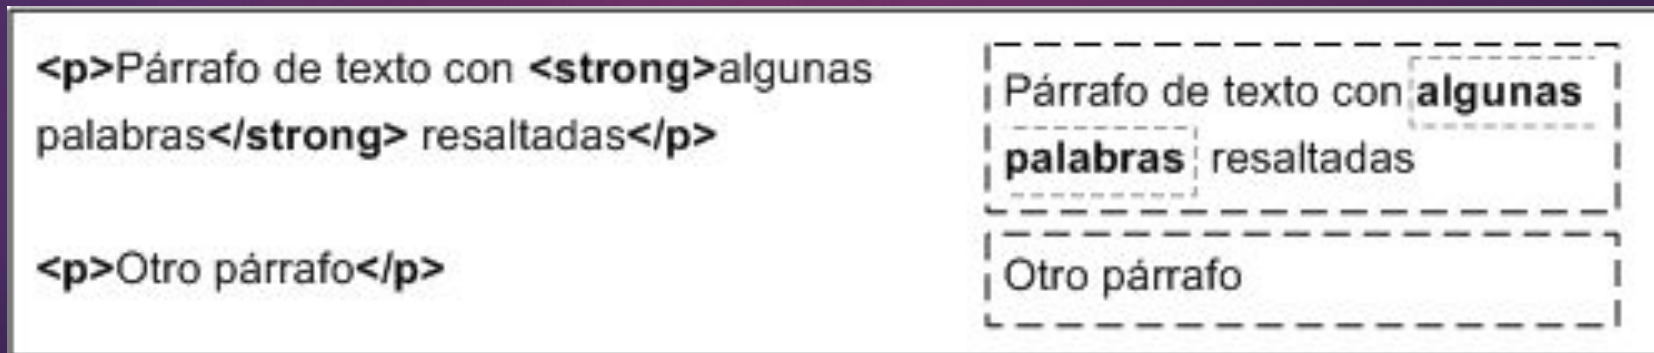 <p>Párrafo de texto con <strong>algunas
palabras</strong> resaltadas</p>
<p>Otro párrafo</p>
Párrafo de texto con algunas
palabras resaltadas
Otro párrafo